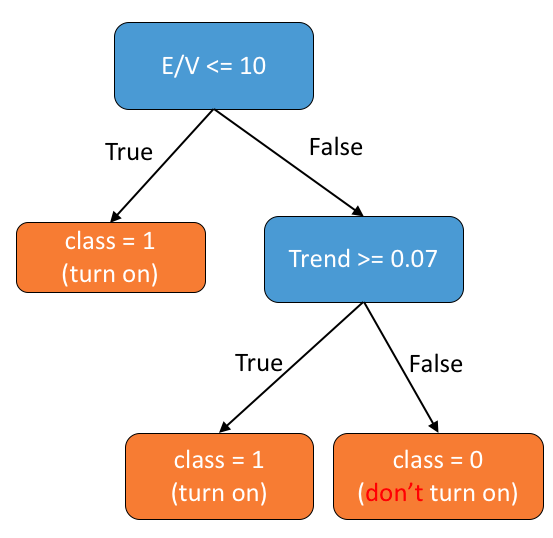 E/V <= 10
True
False
class = 1
(turn on)
Trend >= 0.07
True
False
class = 1
(turn on)
class = 0
(don't turn on)